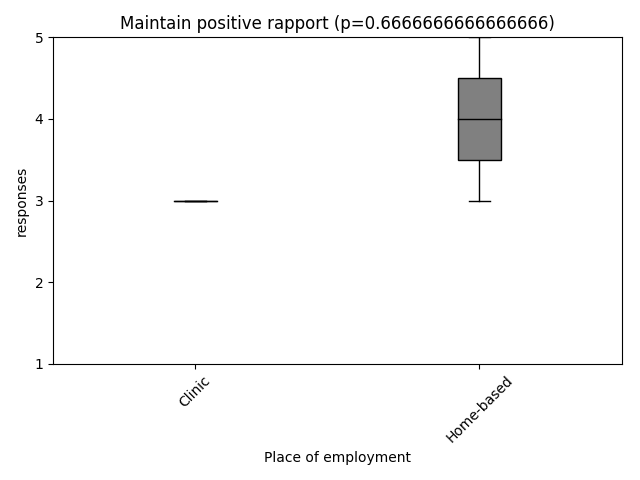 Maintain positive rapport (p=0.6666666666666666)
5
4
3
2
1
responses
Clinic
Home-based
Place of employment